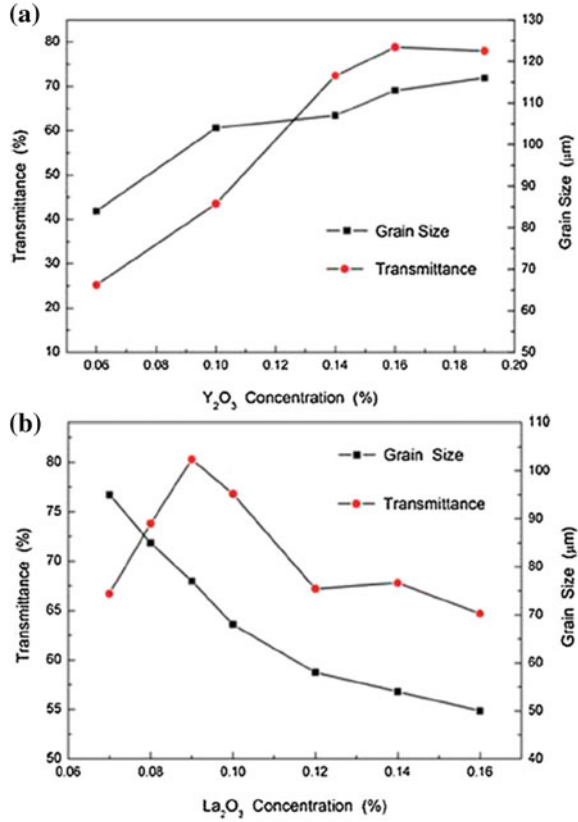 (a)
80
70
60
50
40
30
20
10
Transmittance (%)
130
120
110
100
90
80
70
60
50
Grain Size (μm)
Grain Size
Transmittance
0.06 0.08 0.10 0.12 0.14 0.16 0.18 0.20
Y₂O₃ Concentration (%)
(b)
80
75
70
65
60
55
50
Transmittance (%)
110
100
90
80
70
60
50
40
Grain Size (μm)
Grain Size
Transmittance
0.06 0.08 0.10 0.12 0.14 0.16
La₂O₃ Concentration (%)